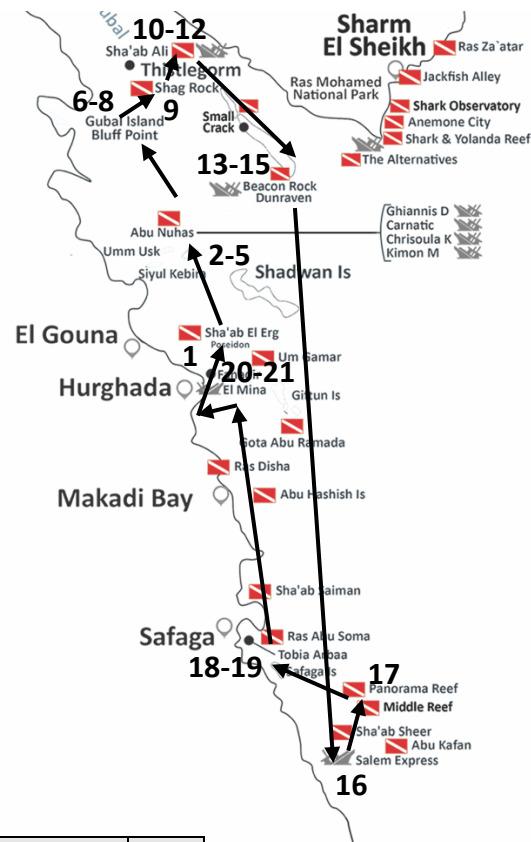 ubal
10-12
Sharm
El Sheikh
Ras Za`atar
Sha'ab Ali
Thistlegorm
Jackfish Alley
Ras Mohamed
National Park
6-8
Shag Rock
9
Small
Crack
Shark Observatory
Anemone City
Shark & Yolanda Reef
The Alternatives
Gubal Island
Bluff Point
13-15
Beacon Rock
Dunraven
Abu Nuhas
Ghiannis D
Carnatic
Chrisoula K
Kimon M
Umm Usk
2-5
Siyul Kebira
Shadwan Is
El Gouna
Sha'ab El Erg
Poseidon
1
Um Gamar
20-21
Hurghada
El Mina
Giftun Is
Gota Abu Ramada
Ras Disha
Makadi Bay
Abu Hashish Is
Sha'ab Saiman
Safaga
Ras Abu Soma
Tobia Arbaa
18-19
Safaga Is
17
Panorama Reef
Middle Reef
Sha'ab Sheer
Abu Kafan
Salem Express
16